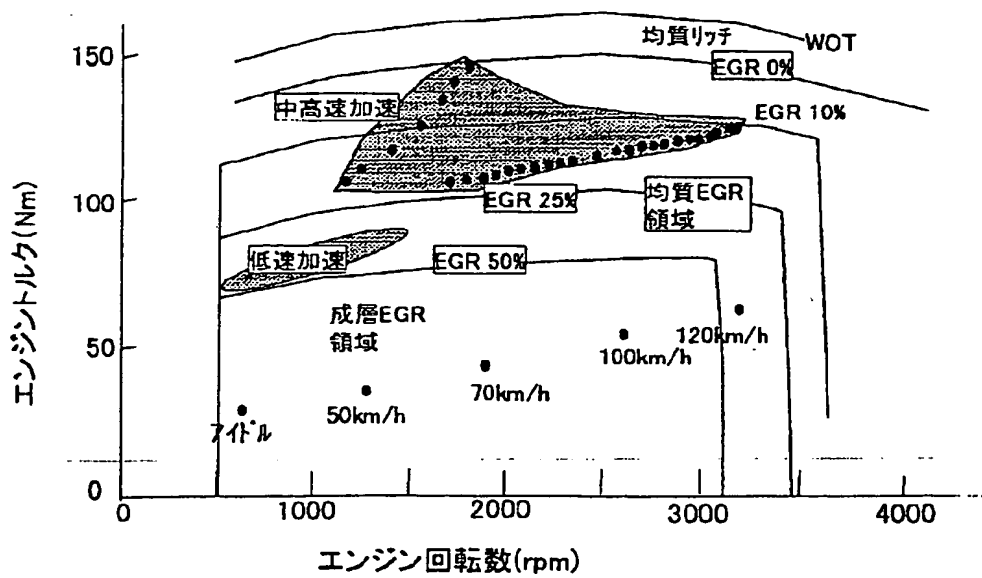 均質リッチ
WOT
150
EGR 0%
中高速加速
EGR 10%
100
EGR 25%
均質EGR
領域
低速加速
EGR 50%
成層EGR
領域
50
120km/h
100km/h
70km/h
50km/h
アイドル
0
0
1000
2000
3000
4000
エンジントルク(Nm)
エンジン回転数(rpm)